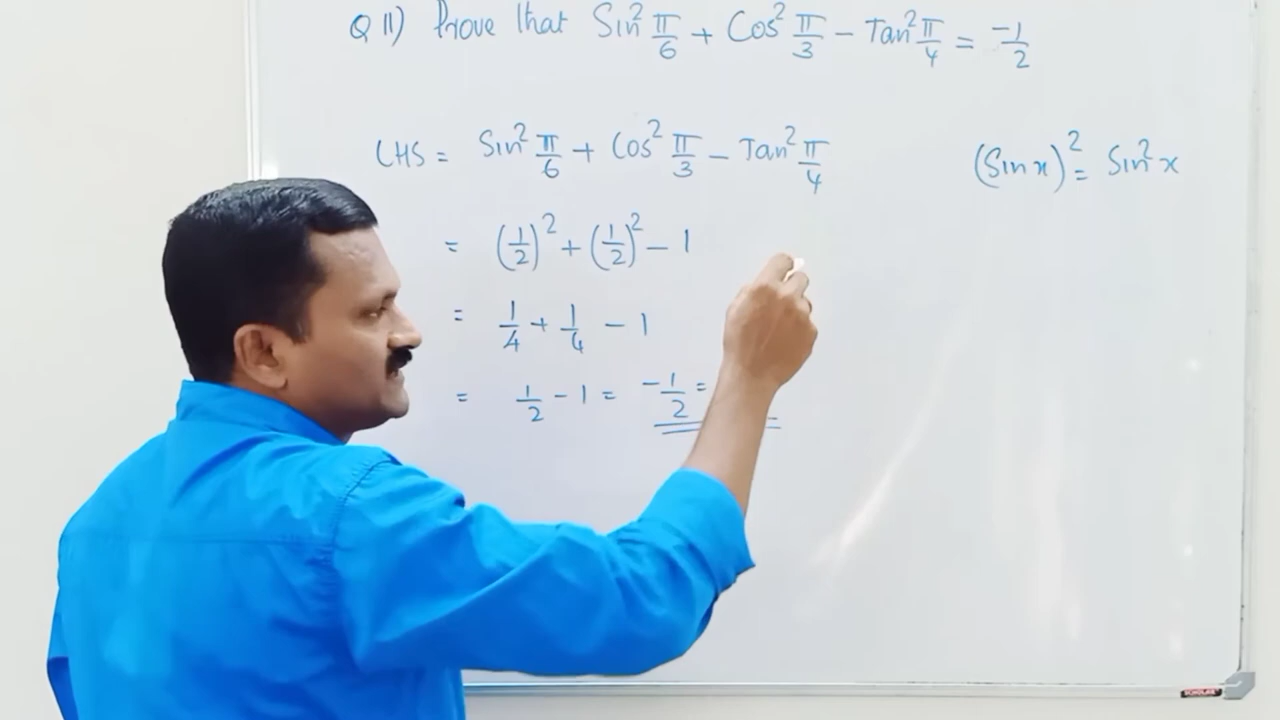 Q 11) Prove that Sin² π/6 + Cos² π/3 − Tan² π/4 = -1/2
LHS = Sin² π/6 + Cos² π/3 − Tan² π/4
(Sin x)² = Sin² x
= (1/2)² + (1/2)² − 1
= 1/4 + 1/4 − 1
= 1/2 − 1 = -1/2 =
SCHOLAR